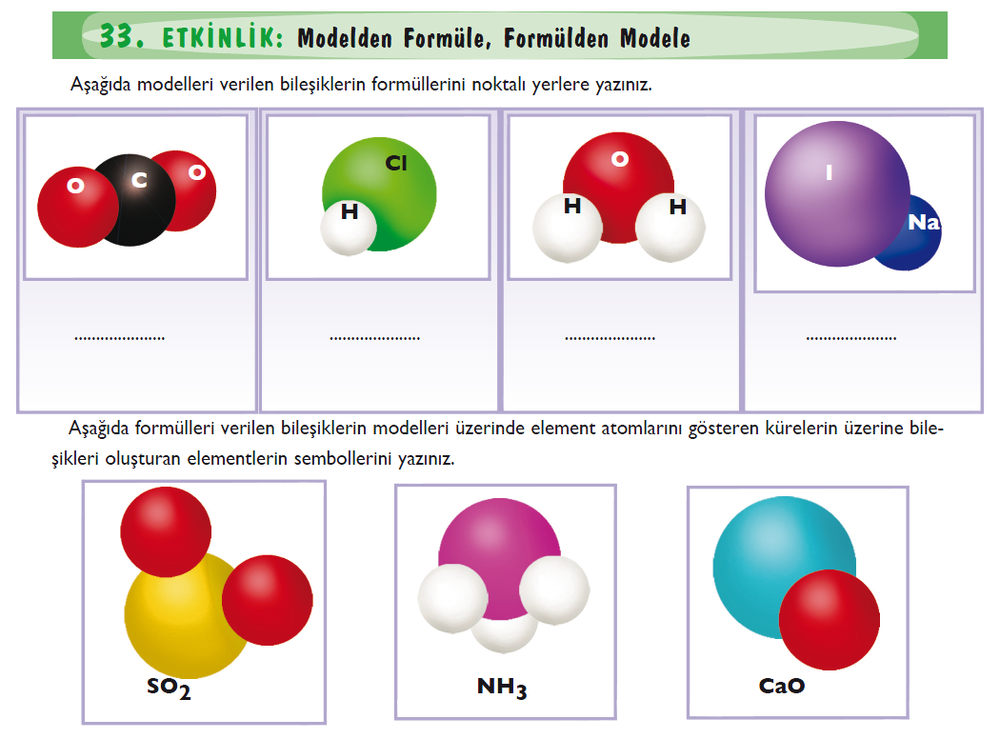 33. ETKİNLİK: Modelden Formüle, Formülden Modele
Aşağıda modelleri verilen bileşiklerin formüllerini noktalı yerlere yazınız.
O C O
Cl
H
O
H H
I
Na
..................... ..................... ..................... .....................
Aşağıda formülleri verilen bileşiklerin modelleri üzerinde element atomlarını gösteren kürelerin üzerine bile-
şikleri oluşturan elementlerin sembollerini yazınız.
SO₂ NH₃ CaO